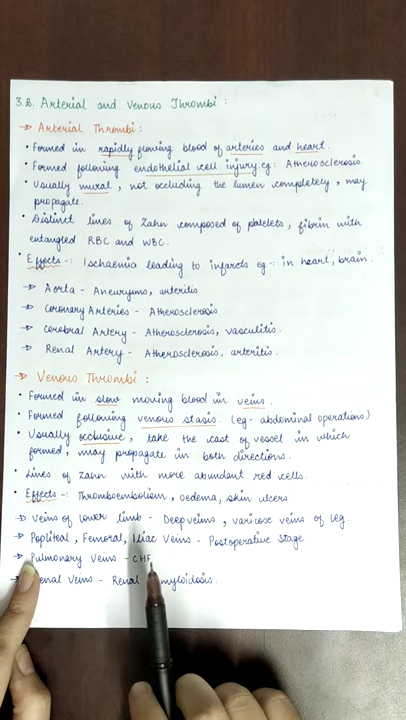 3.2. Arterial and Venous Thrombi :
→ Arterial Thrombi :
• Formed in rapidly flowing blood of arteries and heart.
• Formed following endothelial cell injury eg: Atherosclerosis.
• Usually mural, not occluding the lumen completely, may
propagate.
• Distinct lines of Zahn composed of platelets, fibrin with
entangled RBC and WBC.
• Effects -: Ischaemia leading to infarcts eg-: in heart, brain.
→ Aorta - Aneuryms, arteritis
→ Coronary Arteries - Atherosclerosis
→ Cerebral Artery - Atherosclerosis, vasculitis.
→ Renal Artery - Atherosclerosis, arteritis.
→ Venous Thrombi :
• Formed in slow moving blood in veins.
• Formed following venous stasis. (eg - abdominal operations)
• Usually occlusive, take the cast of vessel in which
formed, may propagate in both directions.
• Lines of Zahn with more abundant red cells.
• Effects -: Thromboembolism, oedema, skin ulcers
→ Veins of lower limb - Deep veins, varicose veins of leg
→ Popliteal, Femoral, Iliac Veins - Postoperative stage
→ Pulmonary Veins - CHF
→ Renal Veins - Renal amyloidosis.